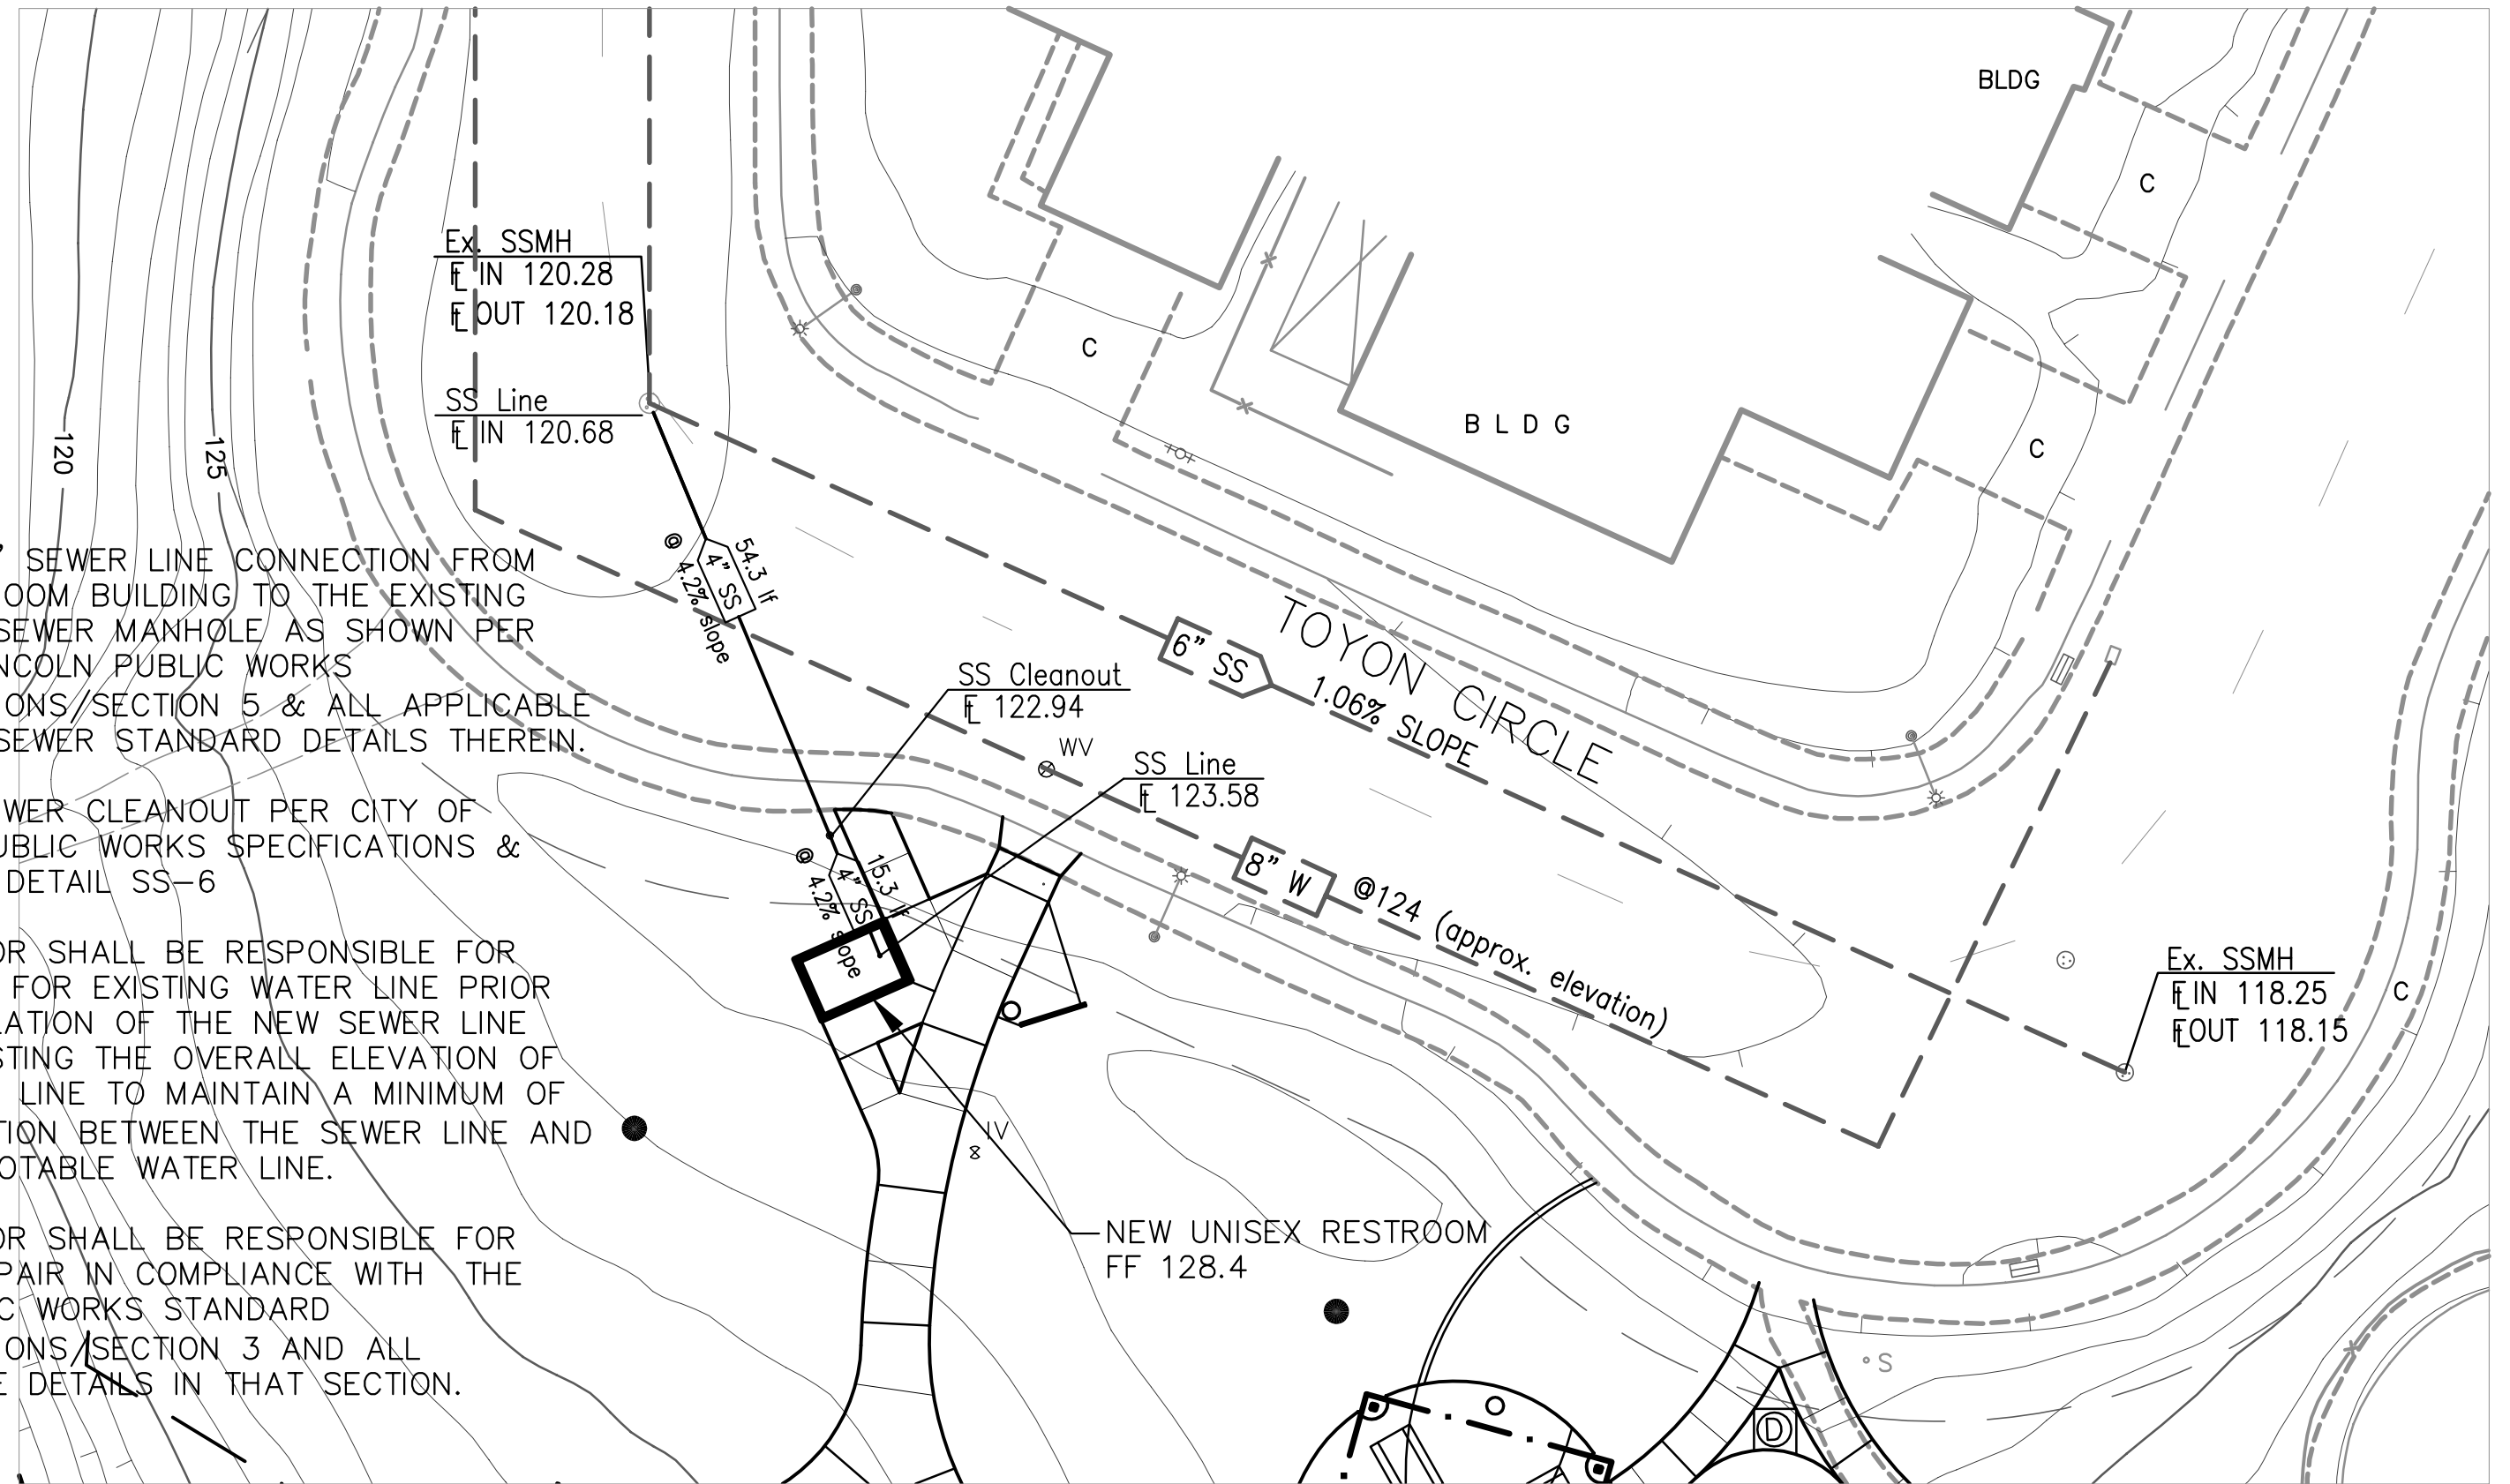 BLDG
C
Ex. SSMH
FL IN 120.28
FL OUT 120.18
C
SS Line
FL IN 120.68
B L D G
C
120
125
54.3 lf
4" SS
@ 4.2% slope
" SEWER LINE CONNECTION FROM
OOM BUILDING TO THE EXISTING
SEWER MANHOLE AS SHOWN PER
NCOLN PUBLIC WORKS
ONS SECTION 5 & ALL APPLICABLE
SEWER STANDARD DETAILS THEREIN.
TOYON CIRCLE
6" SS
1.06% SLOPE
SS Cleanout
FL 122.94
WV
SS Line
FL 123.58
EWER CLEANOUT PER CITY OF
UBLIC WORKS SPECIFICATIONS &
DETAIL SS-6
15.3 lf
4" SS
@ 4.2% slope
8" W
@124 (approx. elevation)
OR SHALL BE RESPONSIBLE FOR
FOR EXISTING WATER LINE PRIOR
LATION OF THE NEW SEWER LINE
STING THE OVERALL ELEVATION OF
LINE TO MAINTAIN A MINIMUM OF
TION BETWEEN THE SEWER LINE AND
OTABLE WATER LINE.
Ex. SSMH
FL IN 118.25
FL OUT 118.15
C
IV
NEW UNISEX RESTROOM
FF 128.4
OR SHALL BE RESPONSIBLE FOR
PAIR IN COMPLIANCE WITH THE
C WORKS STANDARD
ONS SECTION 3 AND ALL
E DETAILS IN THAT SECTION.
S
D